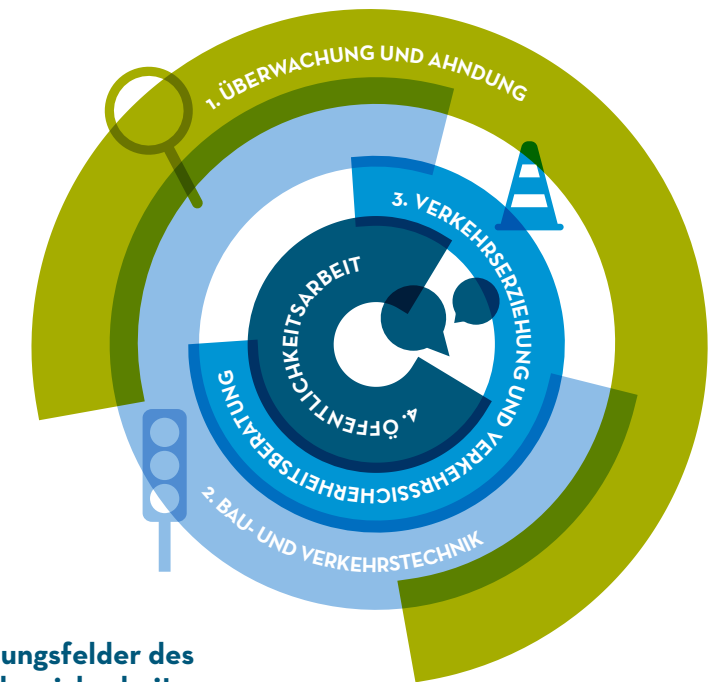 1. ÜBERWACHUNG UND AHNDUNG
2. BAU- UND VERKEHRSTECHNIK
3. VERKEHRSERZIEHUNG UND VERKEHRSSICHERHEITSBERATUNG
4. ÖFFENTLICHKEITSARBEIT
ungsfelder des